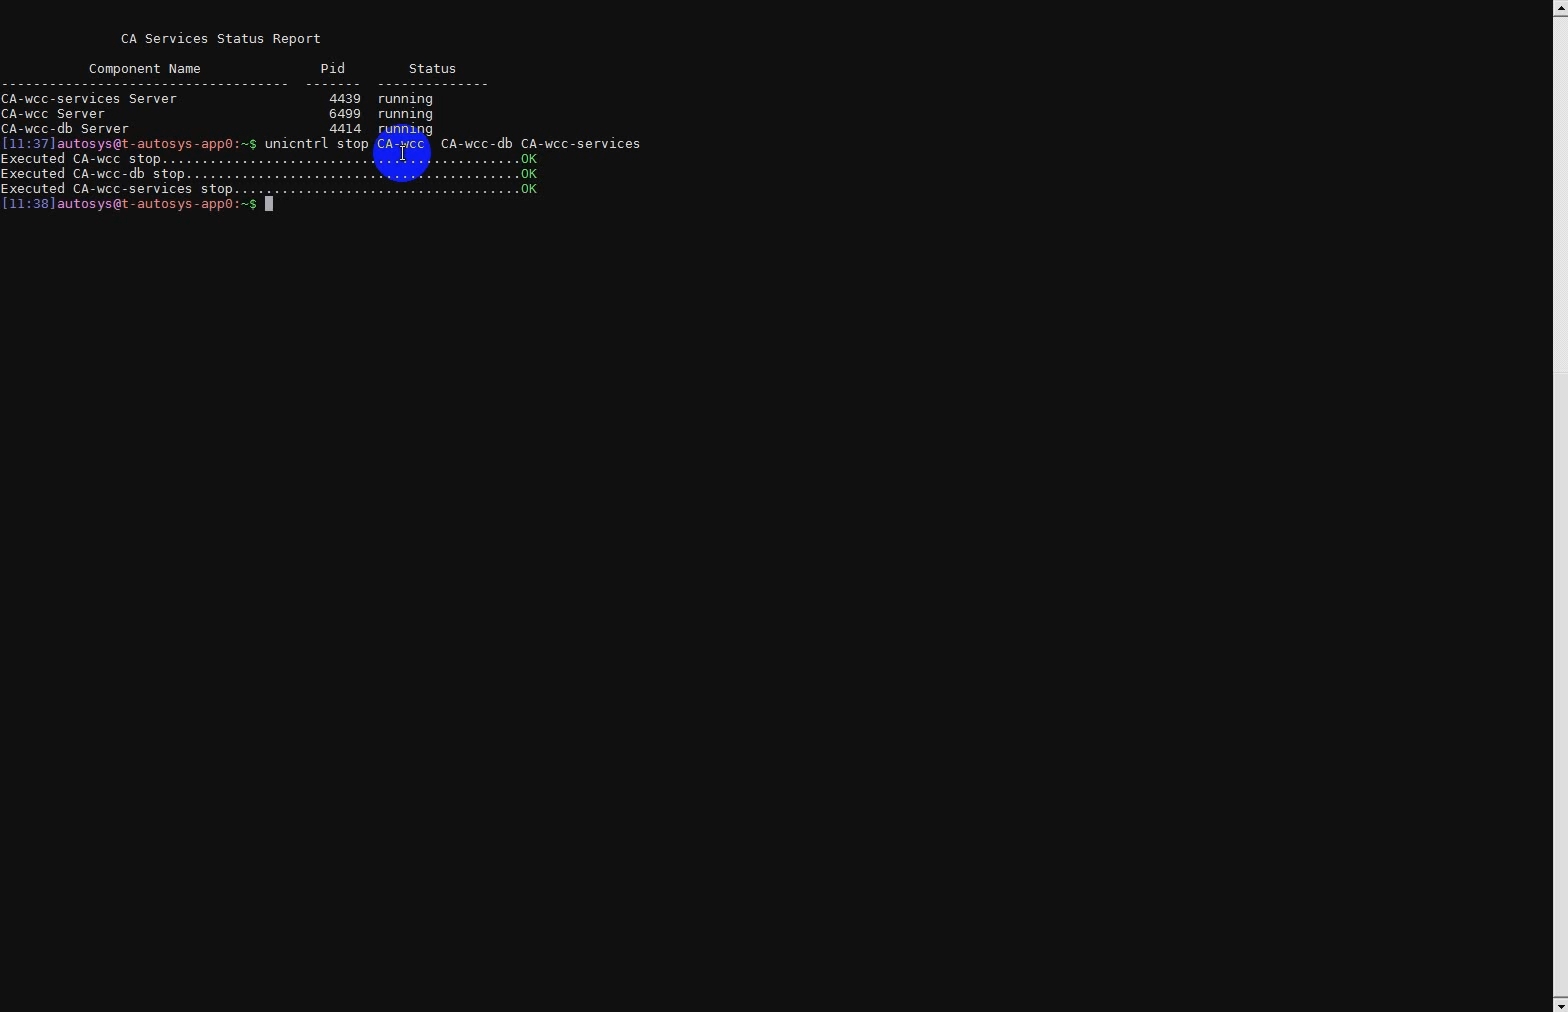 CA Services Status Report
Component Name Pid Status
------------------------------------ ------- --------------
CA-wcc-services Server 4439 running
CA-wcc Server 6499 running
CA-wcc-db Server 4414 running
[11:37]autosys@t-autosys-app0:~$ unicntrl stop CA-wcc  CA-wcc-db CA-wcc-services
Executed CA-wcc stop.............................................OK
Executed CA-wcc-db stop..........................................OK
Executed CA-wcc-services stop....................................OK
[11:38]autosys@t-autosys-app0:~$